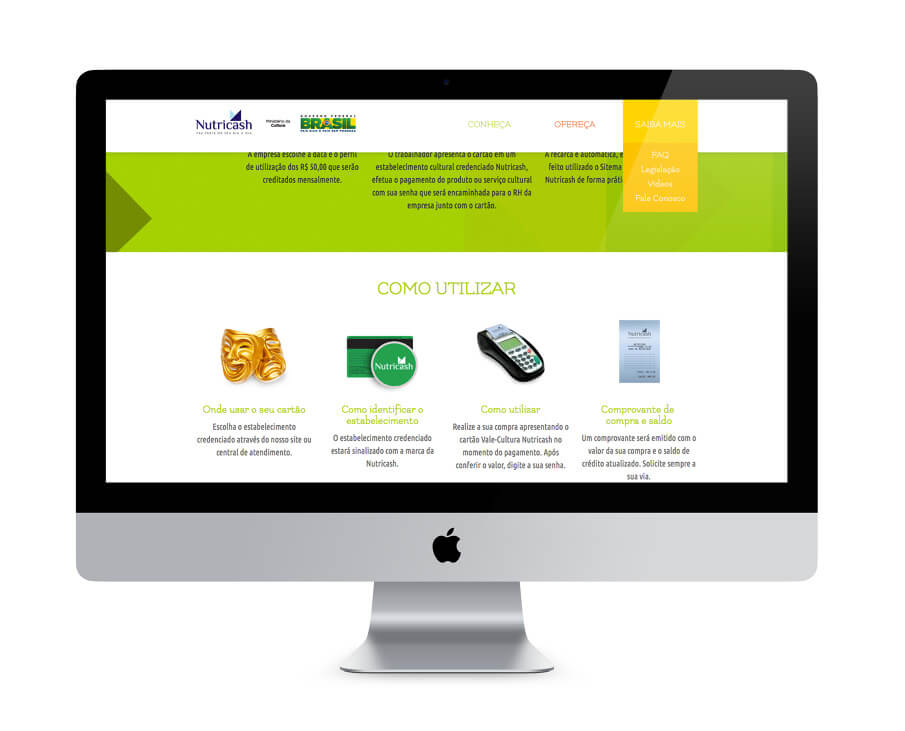 Nutricash
Ministério da
Cultura
GOVERNO FEDERAL
BRASIL
PAÍS RICO É PAÍS SEM POBREZA
CONHEÇA
OFEREÇA
SAIBA MAIS
FAQ
Legislação
Vídeos
Fale Conosco
A empresa escolhe a data e o perfil
de utilização dos R$ 50,00 que serão
creditados mensalmente.
O trabalhador apresenta o cartão em um
estabelecimento cultural credenciado Nutricash,
efetua o pagamento do produto ou serviço cultural
com sua senha que será encaminhada para o RH da
empresa junto com o cartão.
A recarca é automática, e
feito utilizado o Sitema
Nutricash de forma práti
COMO UTILIZAR
Nutricash
Nutricash
Onde usar o seu cartão
Escolha o estabelecimento
credenciado através do nosso site ou
central de atendimento.
Como identificar o
estabelecimento
O estabelecimento credenciado
estará sinalizado com a marca da
Nutricash.
Como utilizar
Realize a sua compra apresentando o
cartão Vale-Cultura Nutricash no
momento do pagamento. Após
conferir o valor, digite a sua senha.
Comprovante de
compra e saldo
Um comprovante será emitido com o
valor da sua compra e o saldo de
crédito atualizado. Solicite sempre a
sua via.